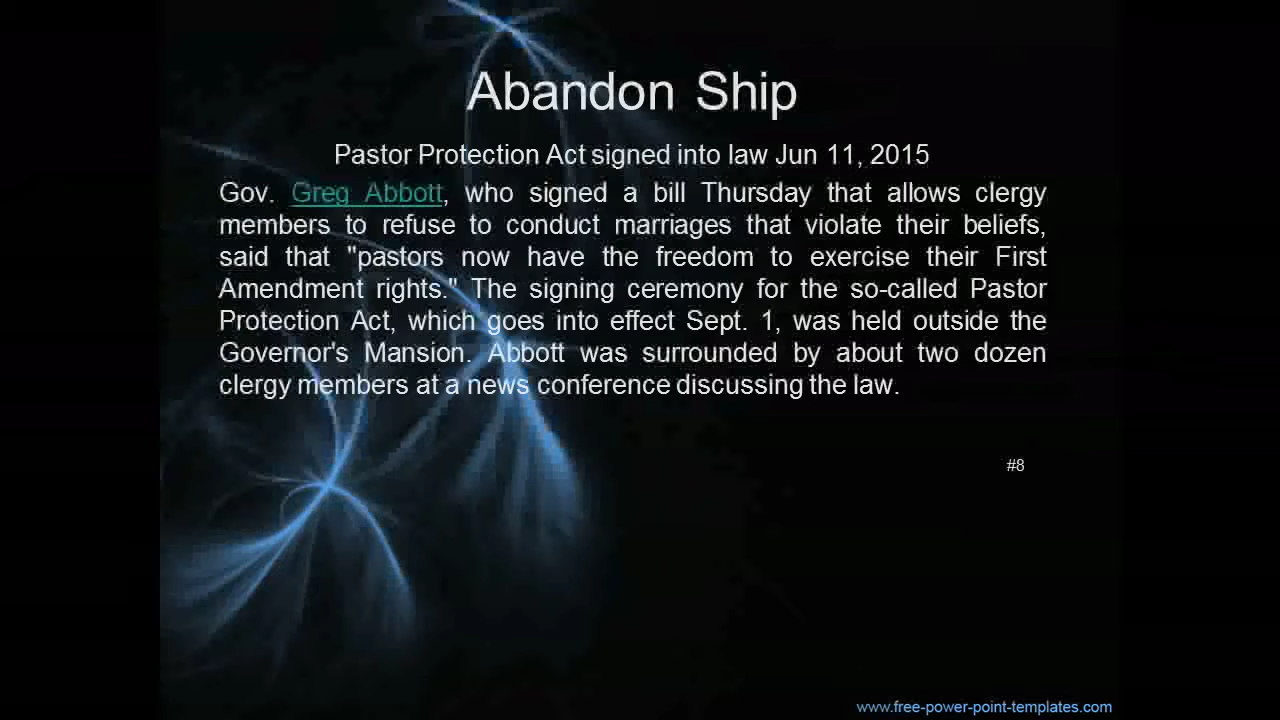 Abandon Ship
Pastor Protection Act signed into law Jun 11, 2015
Gov. Greg Abbott, who signed a bill Thursday that allows clergy
members to refuse to conduct marriages that violate their beliefs,
said that "pastors now have the freedom to exercise their First
Amendment rights." The signing ceremony for the so-called Pastor
Protection Act, which goes into effect Sept. 1, was held outside the
Governor's Mansion. Abbott was surrounded by about two dozen
clergy members at a news conference discussing the law.
#8
www.free-power-point-templates.com